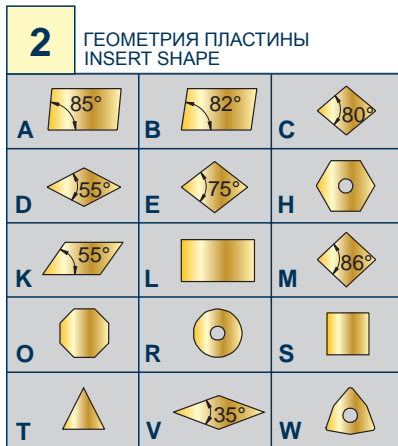 2
ГЕОМЕТРИЯ ПЛАСТИНЫ
INSERT SHAPE
A 85°
B 82°
C 80°
D 55°
E 75°
H
K 55°
L
M 86°
O
R
S
T
V 35°
W